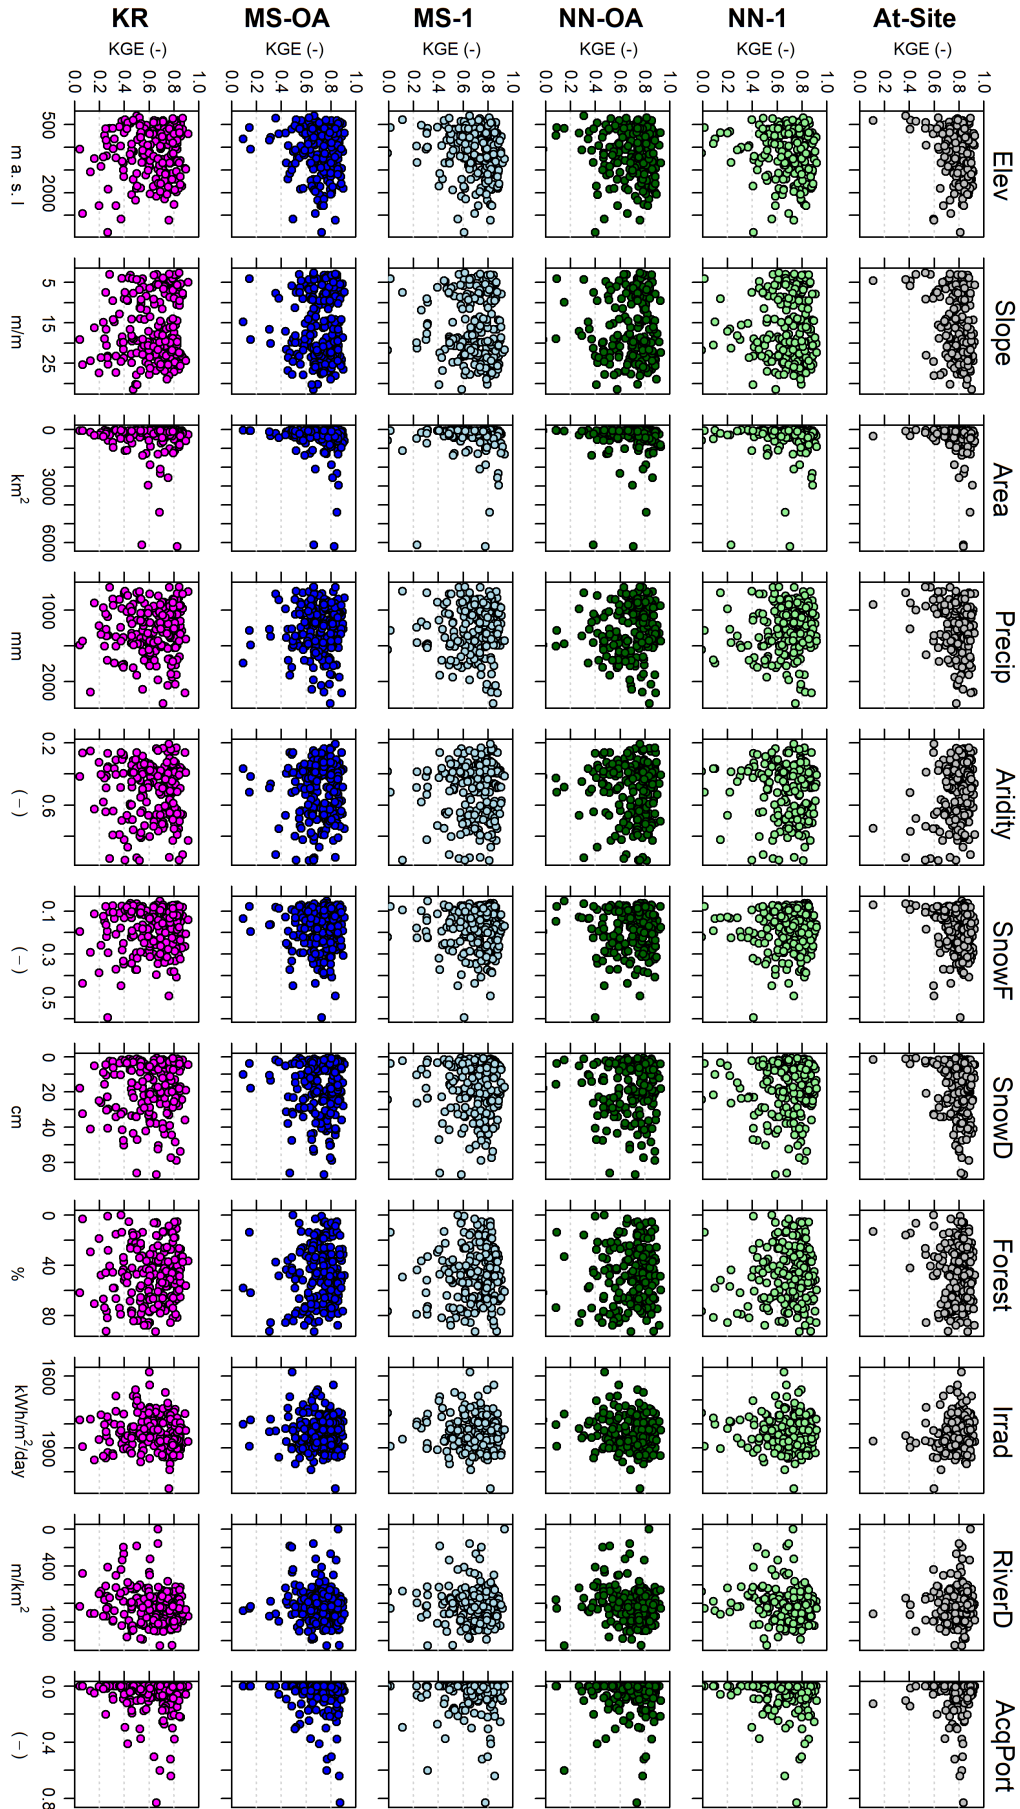 KR MS-OA MS-1 NN-OA NN-1 At-Site
KGE (-) KGE (-) KGE (-) KGE (-) KGE (-) KGE (-)
0.0 0.2 0.4 0.6 0.8 1.0 0.0 0.2 0.4 0.6 0.8 1.0 0.0 0.2 0.4 0.6 0.8 1.0 0.0 0.2 0.4 0.6 0.8 1.0 0.0 0.2 0.4 0.6 0.8 1.0 0.0 0.2 0.4 0.6 0.8 1.0
Elev
500 2000
m a. s. l
Slope
5 15 25
m/m
Area
0 3000 6000
km²
Precip
1000 2000
mm
Aridity
0.2 0.6
( − )
SnowF
0.1 0.3 0.5
( − )
SnowD
0 20 40 60
cm
Forest
0 40 80
%
Irrad
1600 1900
kWh/m²/day
RiverD
0 400 1000
m/km²
AcqPort
0.0 0.4 0.8
( − )